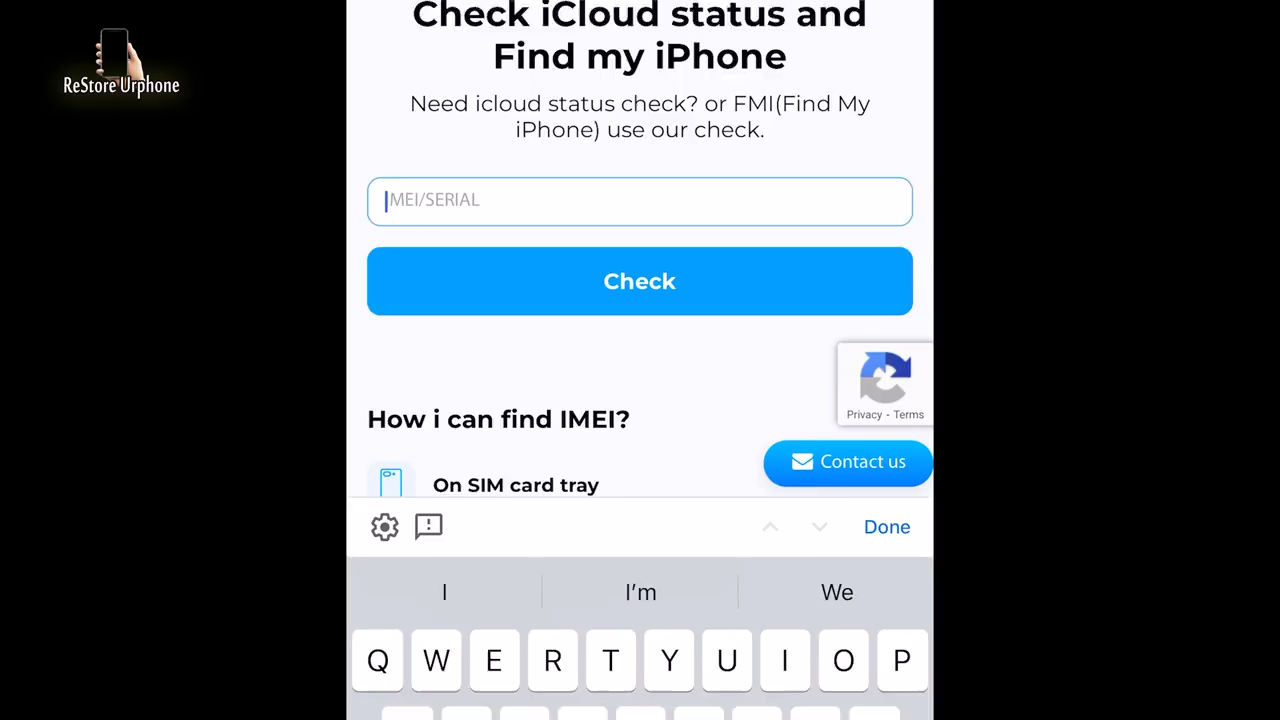 ReStore Urphone
Check iCloud status and
Find my iPhone
Need icloud status check? or FMI(Find My
iPhone) use our check.
IMEI/SERIAL
Check
Privacy - Terms
How i can find IMEI?
Contact us
On SIM card tray
Done
I I’m We
Q W E R T Y U I O P